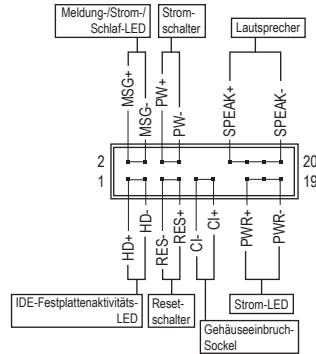 Meldung-/Strom-/
Schlaf-LED
Strom-
schalter
Lautsprecher
MSG+
MSG-
PW+
PW-
SPEAK+
SPEAK-
2
20
1
19
HD+
HD-
RES-
RES+
CI-
CI+
PWR+
PWR-
IDE-Festplattenaktivitäts-
LED
Reset-
schalter
Strom-LED
Gehäuseeinbruch-
Sockel